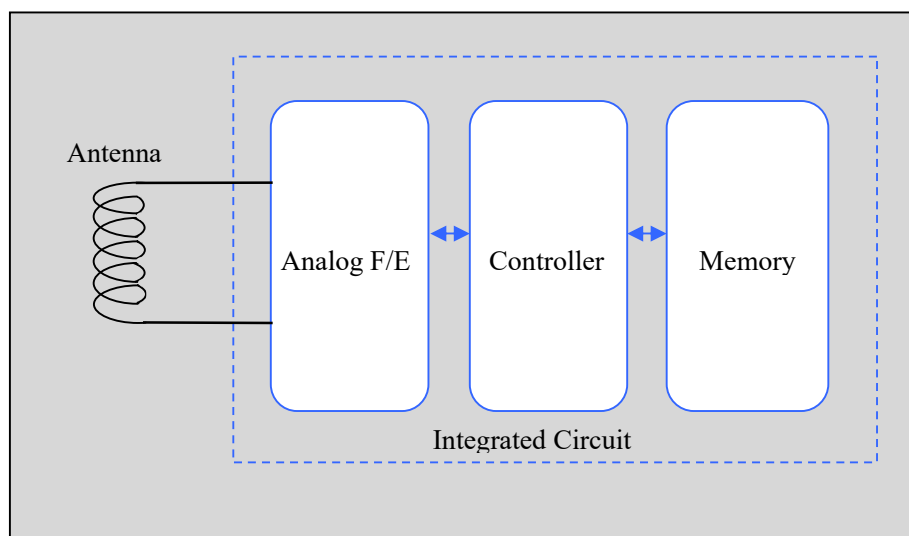 Antenna
Analog F/E
Controller
Memory
Integrated Circuit